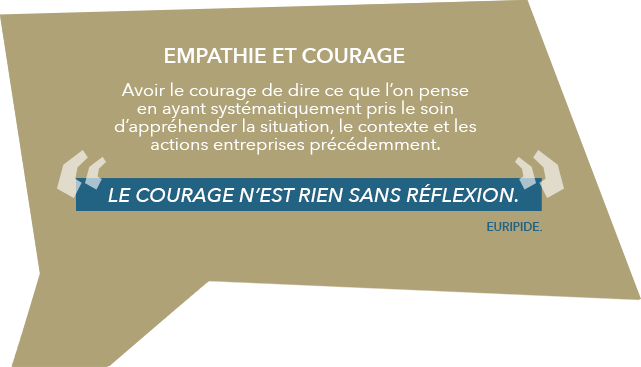 EMPATHIE ET COURAGE
Avoir le courage de dire ce que l’on pense
en ayant systématiquement pris le soin
d’appréhender la situation, le contexte et les
actions entreprises précédemment.
“ LE COURAGE N’EST RIEN SANS RÉFLEXION. ”
EURIPIDE.